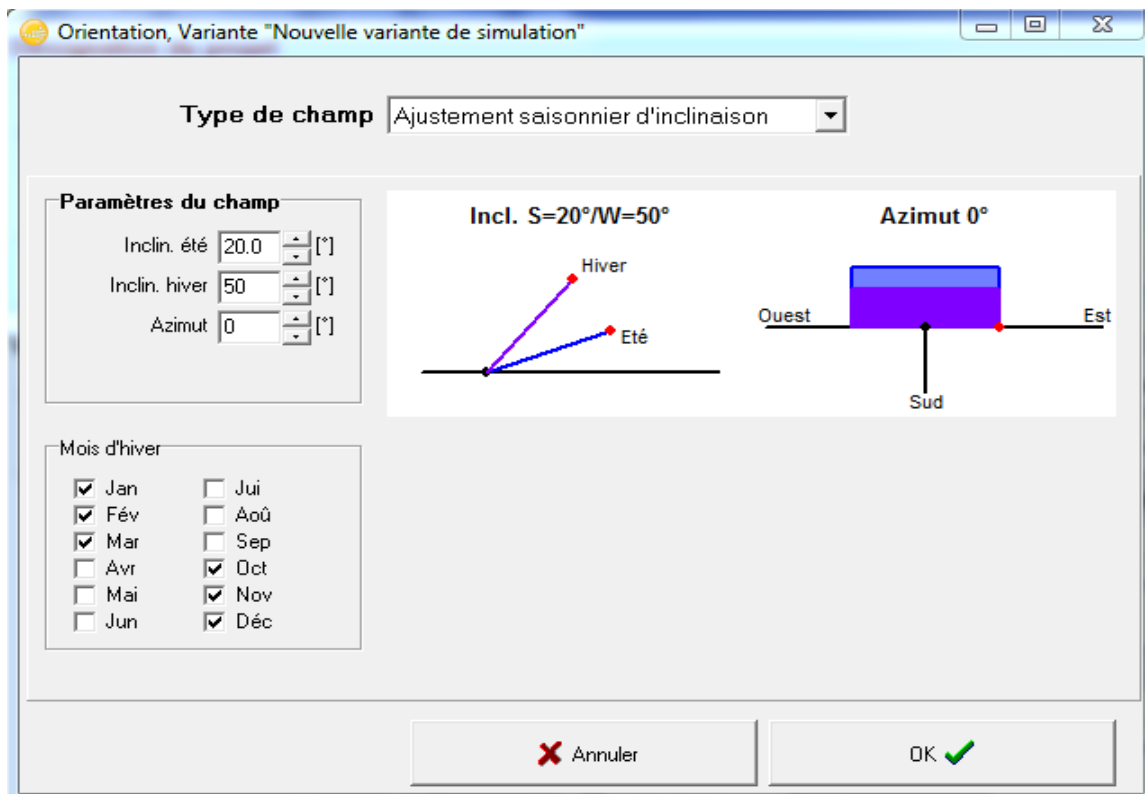 Orientation, Variante "Nouvelle variante de simulation"
Type de champ Ajustement saisonnier d'inclinaison
Paramètres du champ
Inclin. été 20.0 [°]
Inclin. hiver 50 [°]
Azimut 0 [°]
Incl. S=20°/W=50°
Hiver
Eté
Azimut 0°
Ouest
Est
Sud
Mois d'hiver
Jan Jui
Fév Aoû
Mar Sep
Avr Oct
Mai Nov
Jun Déc
Annuler
OK